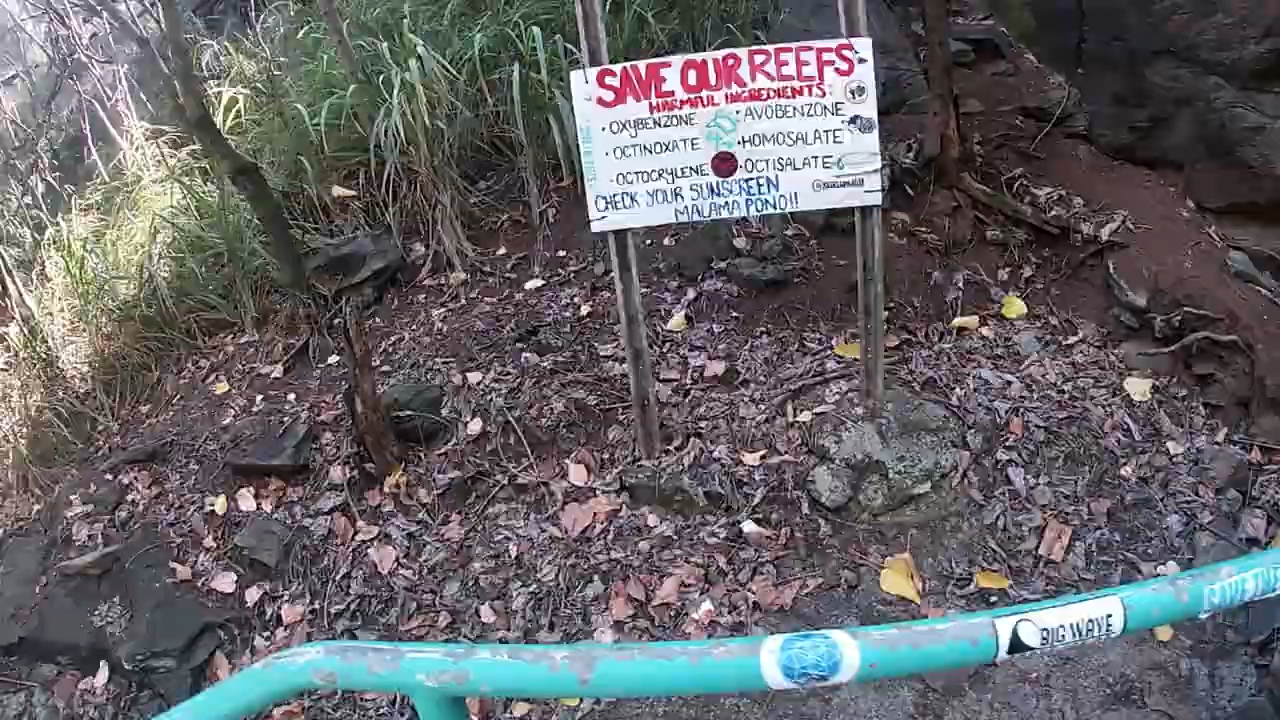 SAVE OUR REEFS
HARMFUL INGREDIENTS:
• OXYBENZONE • AVOBENZONE
• OCTINOXATE • HOMOSALATE
• OCTOCRYLENE • OCTISALATE
CHECK YOUR SUNSCREEN
MALAMA PONO!!
BIG WAVE